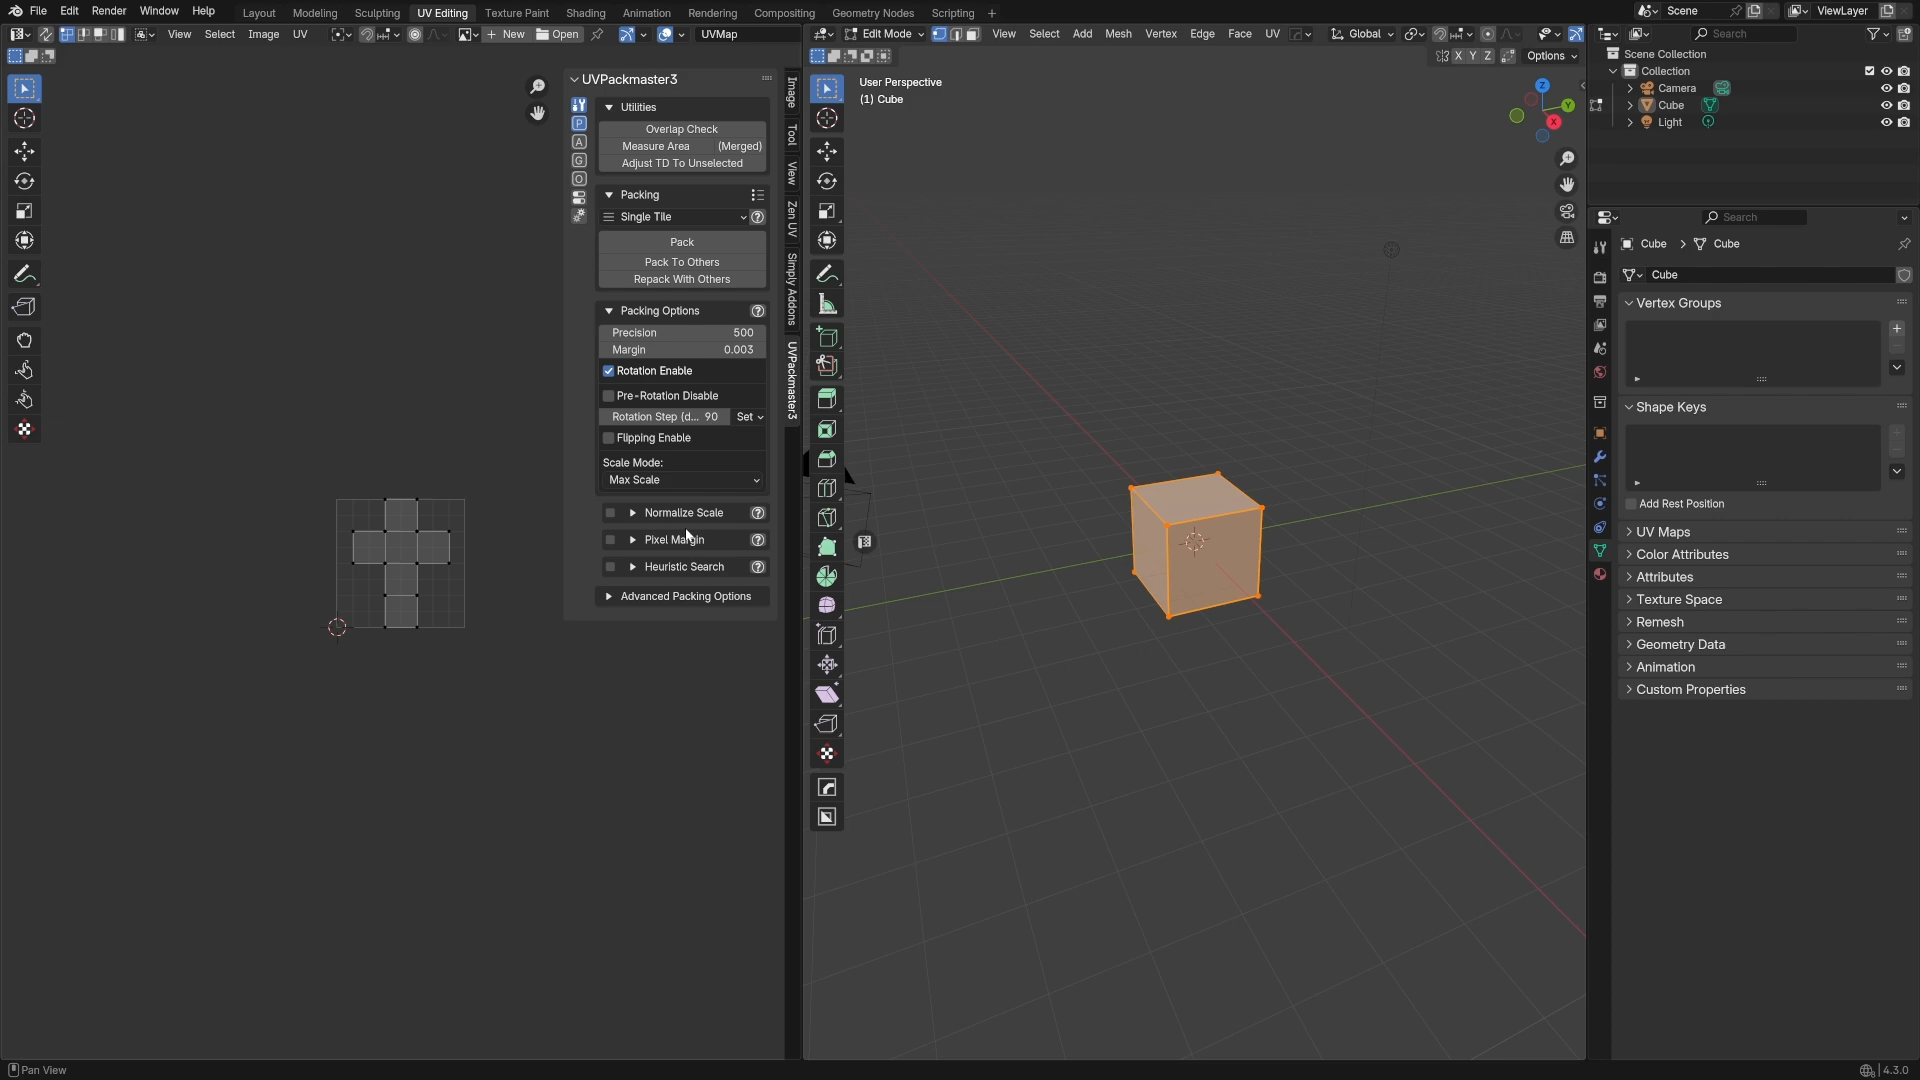 File Edit Render Window Help Layout Modeling Sculpting UV Editing Texture Paint Shading Animation Rendering Compositing Geometry Nodes Scripting + Scene ViewLayer
View Select Image UV + New Open UVMap
Edit Mode View Select Add Mesh Vertex Edge Face UV Global
X Y Z Options
UVPackmaster3
P
A
G
O
Utilities
Overlap Check
Measure Area (Merged)
Adjust TD To Unselected
Packing
Single Tile ?
Pack
Pack To Others
Repack With Others
Packing Options ?
Precision 500
Margin 0.003
Rotation Enable
Pre-Rotation Disable
Rotation Step (d... 90 Set
Flipping Enable
Scale Mode:
Max Scale
Normalize Scale ?
Pixel Margin ?
Heuristic Search ?
Advanced Packing Options
Image
Tool
View
Zen UV
Simply Addons
UVPackmaster3
User Perspective
(1) Cube
Z
Y
X
Search
Scene Collection
Collection
Camera
Cube
Light
Search
Cube > Cube
Cube
Vertex Groups
Shape Keys
Add Rest Position
UV Maps
Color Attributes
Attributes
Texture Space
Remesh
Geometry Data
Animation
Custom Properties
Pan View
4.3.0